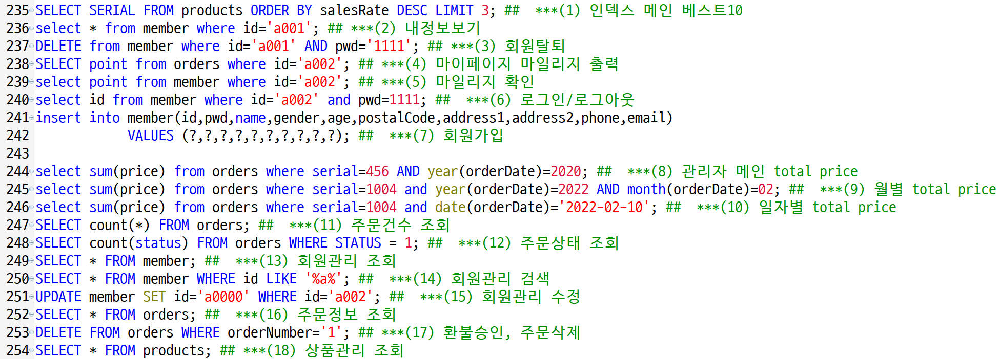 235 SELECT SERIAL FROM products ORDER BY salesRate DESC LIMIT 3; ##  ***(1) 인덱스 메인 베스트10
236 select * from member where id='a001'; ## ***(2) 내정보보기
237 DELETE from member where id='a001' AND pwd='1111'; ## ***(3) 회원탈퇴
238 SELECT point from orders where id='a002'; ## ***(4) 마이페이지 마일리지 출력
239 select point from member where id='a002'; ## ***(5) 마일리지 확인
240 select id from member where id='a002' and pwd=1111; ##  ***(6) 로그인/로그아웃
241 insert into member(id,pwd,name,gender,age,postalCode,address1,address2,phone,email)
242             VALUES (?,?,?,?,?,?,?,?,?,?); ##  ***(7) 회원가입
243
244 select sum(price) from orders where serial=456 AND year(orderDate)=2020; ##  ***(8) 관리자 메인 total price
245 select sum(price) from orders where serial=1004 and year(orderDate)=2022 AND month(orderDate)=02; ##  ***(9) 월별 total price
246 select sum(price) from orders where serial=1004 and date(orderDate)='2022-02-10'; ##  ***(10) 일자별 total price
247 SELECT count(*) FROM orders; ##  ***(11) 주문건수 조회
248 SELECT count(status) FROM orders WHERE STATUS = 1; ##  ***(12) 주문상태 조회
249 SELECT * FROM member; ##  ***(13) 회원관리 조회
250 SELECT * FROM member WHERE id LIKE '%a%'; ##  ***(14) 회원관리 검색
251 UPDATE member SET id='a0000' WHERE id='a002'; ##  ***(15) 회원관리 수정
252 SELECT * FROM orders; ##  ***(16) 주문정보 조회
253 DELETE FROM orders WHERE orderNumber='1'; ## ***(17) 환불승인, 주문삭제
254 SELECT * FROM products; ## ***(18) 상품관리 조회